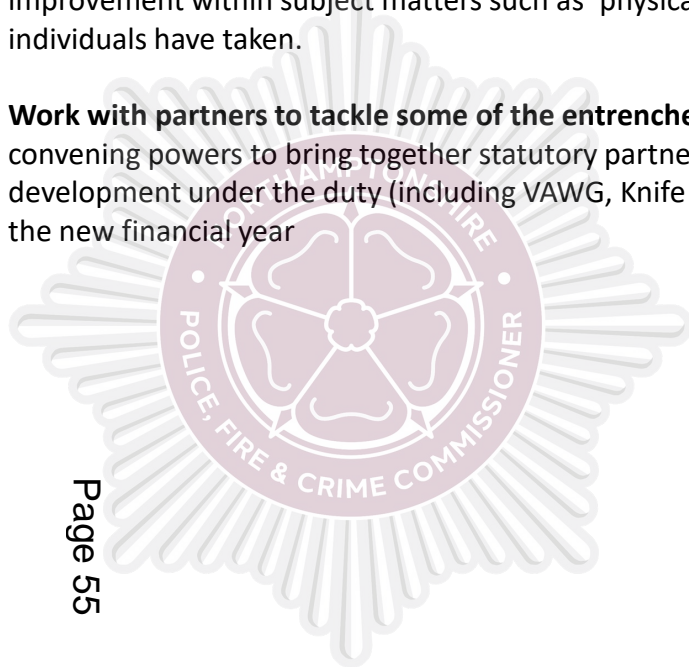 improvement within subject matters such as 'physica
individuals have taken.
Work with partners to tackle some of the entrenche
convening powers to bring together statutory partne
development under the duty (including VAWG, Knife
the new financial year
NORTHAMPTONSHIRE
POLICE, FIRE & CRIME COMMISSIONER
Page 55